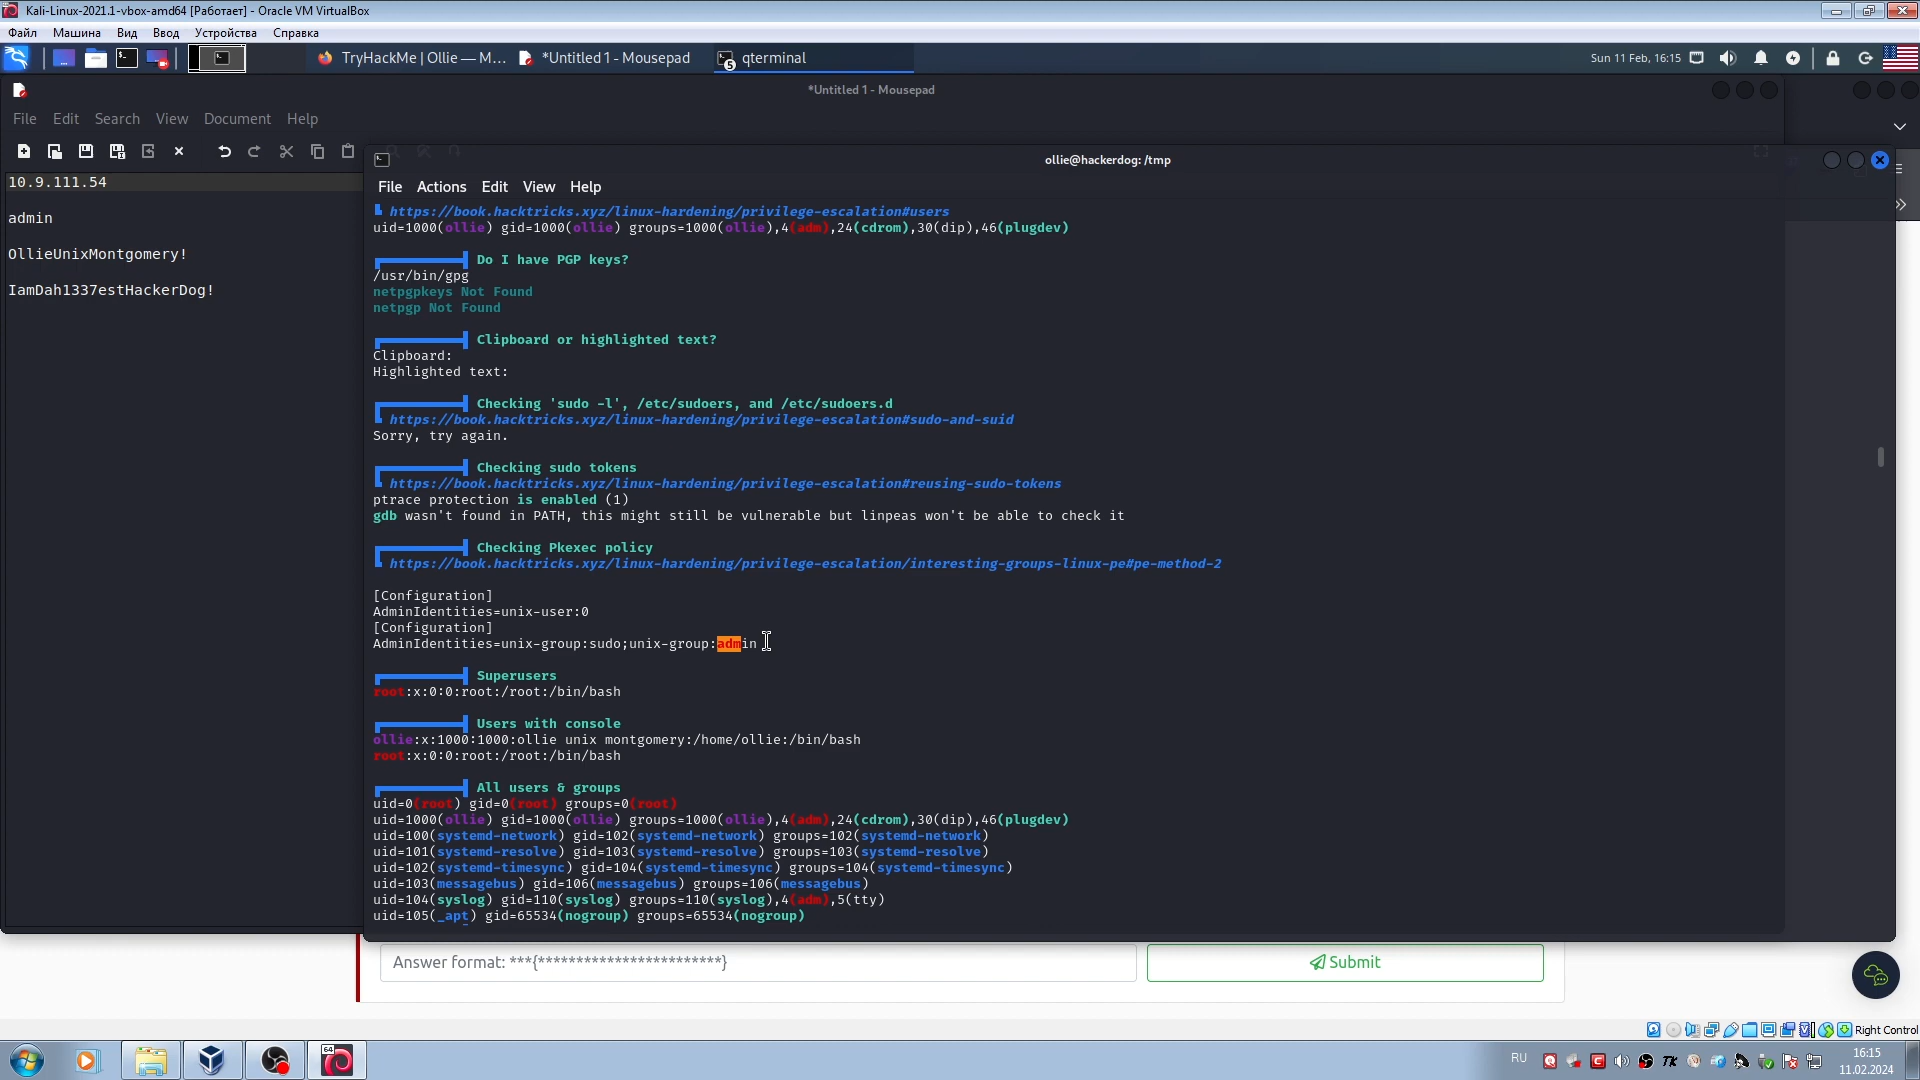 Kali-Linux-2021.1-vbox-amd64 [Работает] - Oracle VM VirtualBox
Файл Машина Вид Ввод Устройства Справка
TryHackMe | Ollie — M... *Untitled 1 - Mousepad 5 qterminal Sun 11 Feb, 16:15
*Untitled 1 - Mousepad
File Edit Search View Document Help
10.9.111.54
admin
OllieUnixMontgomery!
IamDah1337estHackerDog!
ollie@hackerdog: /tmp
File Actions Edit View Help
https://book.hacktricks.xyz/linux-hardening/privilege-escalation#users
uid=1000(ollie) gid=1000(ollie) groups=1000(ollie),4(adm),24(cdrom),30(dip),46(plugdev)
Do I have PGP keys?
/usr/bin/gpg
netpgpkeys Not Found
netpgp Not Found
Clipboard or highlighted text?
Clipboard:
Highlighted text:
Checking 'sudo -l', /etc/sudoers, and /etc/sudoers.d
https://book.hacktricks.xyz/linux-hardening/privilege-escalation#sudo-and-suid
Sorry, try again.
Checking sudo tokens
https://book.hacktricks.xyz/linux-hardening/privilege-escalation#reusing-sudo-tokens
ptrace protection is enabled (1)
gdb wasn't found in PATH, this might still be vulnerable but linpeas won't be able to check it
Checking Pkexec policy
https://book.hacktricks.xyz/linux-hardening/privilege-escalation/interesting-groups-linux-pe#pe-method-2
[Configuration]
AdminIdentities=unix-user:0
[Configuration]
AdminIdentities=unix-group:sudo;unix-group:admin
Superusers
root:x:0:0:root:/root:/bin/bash
Users with console
ollie:x:1000:1000:ollie unix montgomery:/home/ollie:/bin/bash
root:x:0:0:root:/root:/bin/bash
All users & groups
uid=0(root) gid=0(root) groups=0(root)
uid=1000(ollie) gid=1000(ollie) groups=1000(ollie),4(adm),24(cdrom),30(dip),46(plugdev)
uid=100(systemd-network) gid=102(systemd-network) groups=102(systemd-network)
uid=101(systemd-resolve) gid=103(systemd-resolve) groups=103(systemd-resolve)
uid=102(systemd-timesync) gid=104(systemd-timesync) groups=104(systemd-timesync)
uid=103(messagebus) gid=106(messagebus) groups=106(messagebus)
uid=104(syslog) gid=110(syslog) groups=110(syslog),4(adm),5(tty)
uid=105(_apt) gid=65534(nogroup) groups=65534(nogroup)
Answer format: ***{************************} Submit
Right Control
64
RU
TK
16:15
11.02.2024